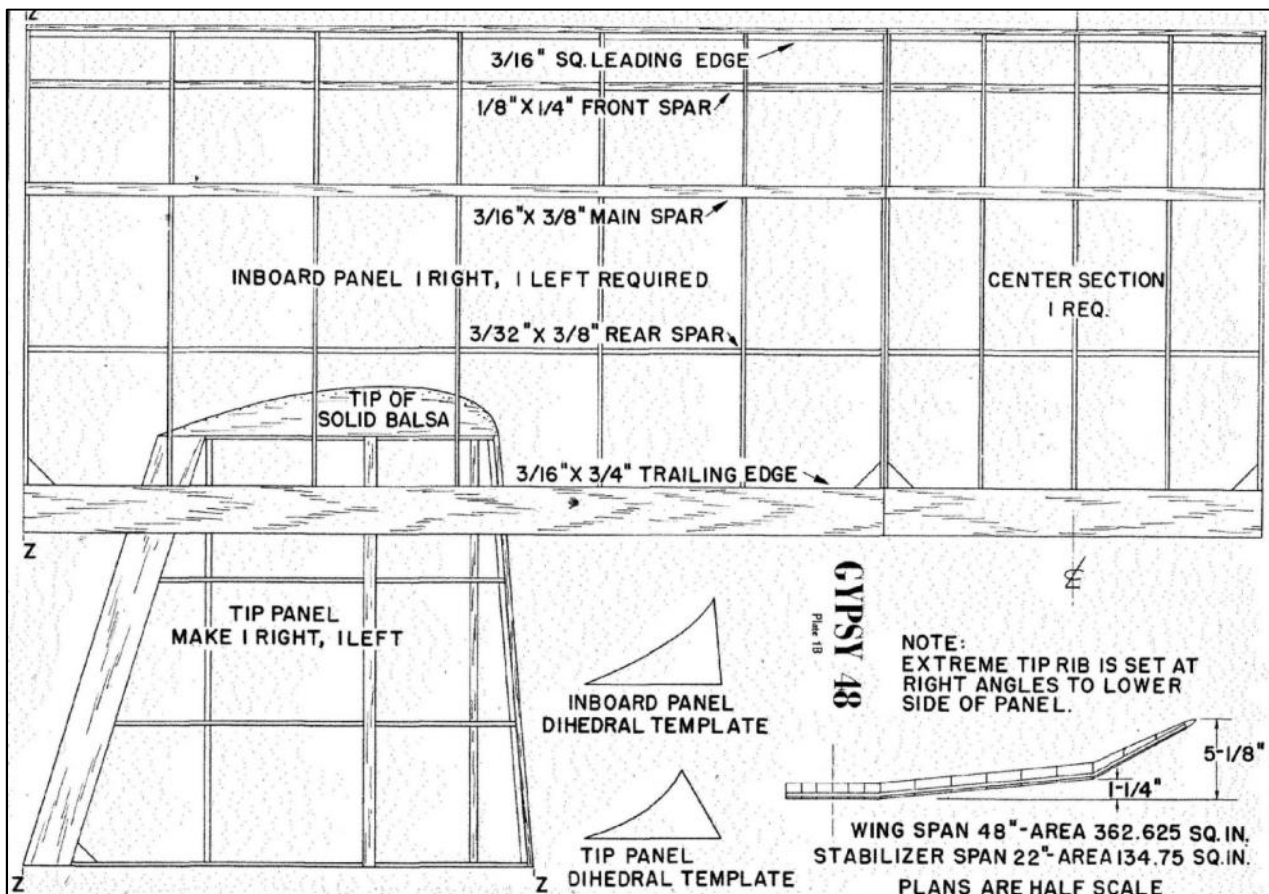 Z
3/16" SQ. LEADING EDGE
1/8" X 1/4" FRONT SPAR
3/16" X 3/8" MAIN SPAR
INBOARD PANEL 1 RIGHT, 1 LEFT REQUIRED
CENTER SECTION
1 REQ.
3/32" X 3/8" REAR SPAR
TIP OF
SOLID BALSA
3/16" X 3/4" TRAILING EDGE
Z
TIP PANEL
MAKE 1 RIGHT, 1 LEFT
INBOARD PANEL
DIHEDRAL TEMPLATE
TIP PANEL
DIHEDRAL TEMPLATE
Z
Z
GYPSY 48
Plate 1B
NOTE:
EXTREME TIP RIB IS SET AT
RIGHT ANGLES TO LOWER
SIDE OF PANEL.
5-1/8"
1-1/4"
WING SPAN 48"-AREA 362.625 SQ. IN.
STABILIZER SPAN 22"-AREA 134.75 SQ. IN.
PLANS ARE HALF SCALE